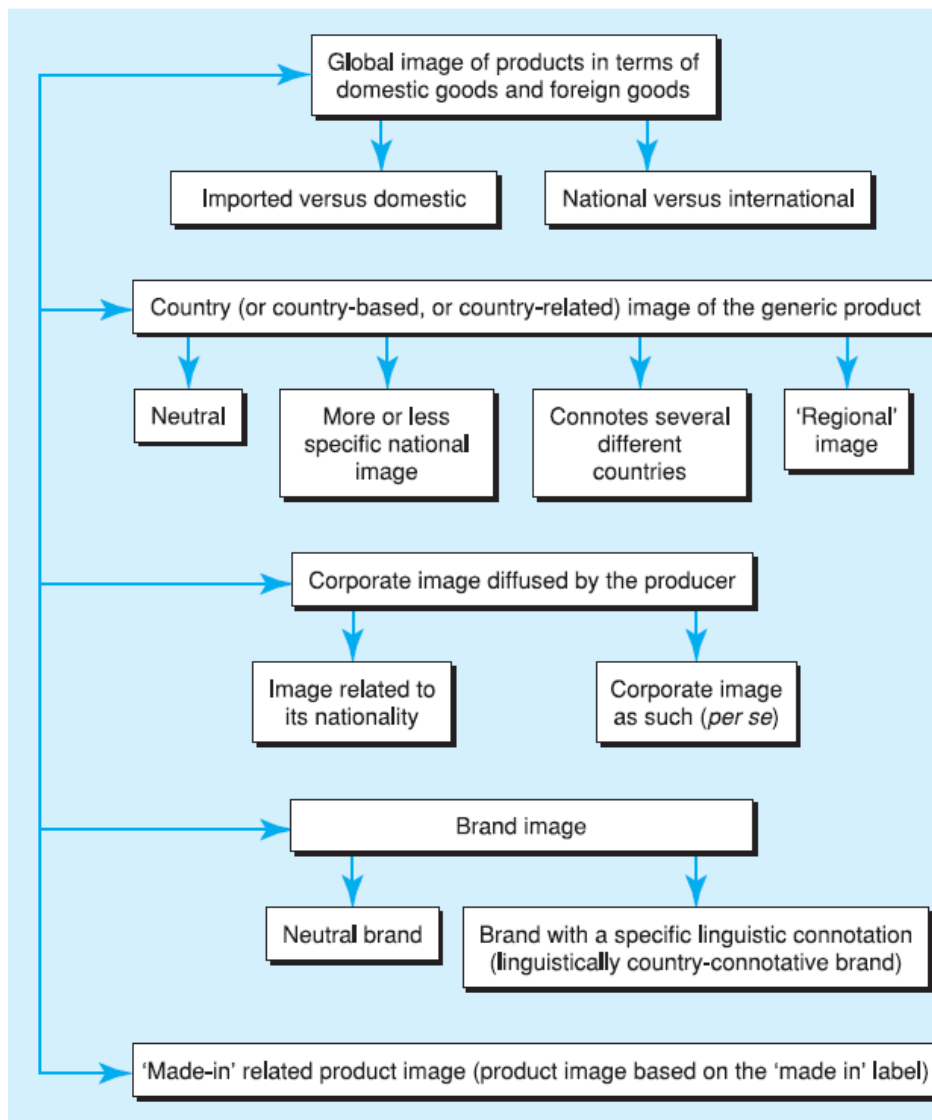 Global image of products in terms of
domestic goods and foreign goods
Imported versus domestic
National versus international
Country (or country-based, or country-related) image of the generic product
Neutral
More or less
specific national
image
Connotes several
different
countries
‘Regional’
image
Corporate image diffused by the producer
Image related to
its nationality
Corporate image
as such (per se)
Brand image
Neutral brand
Brand with a specific linguistic connotation
(linguistically country-connotative brand)
‘Made-in’ related product image (product image based on the ‘made in’ label)